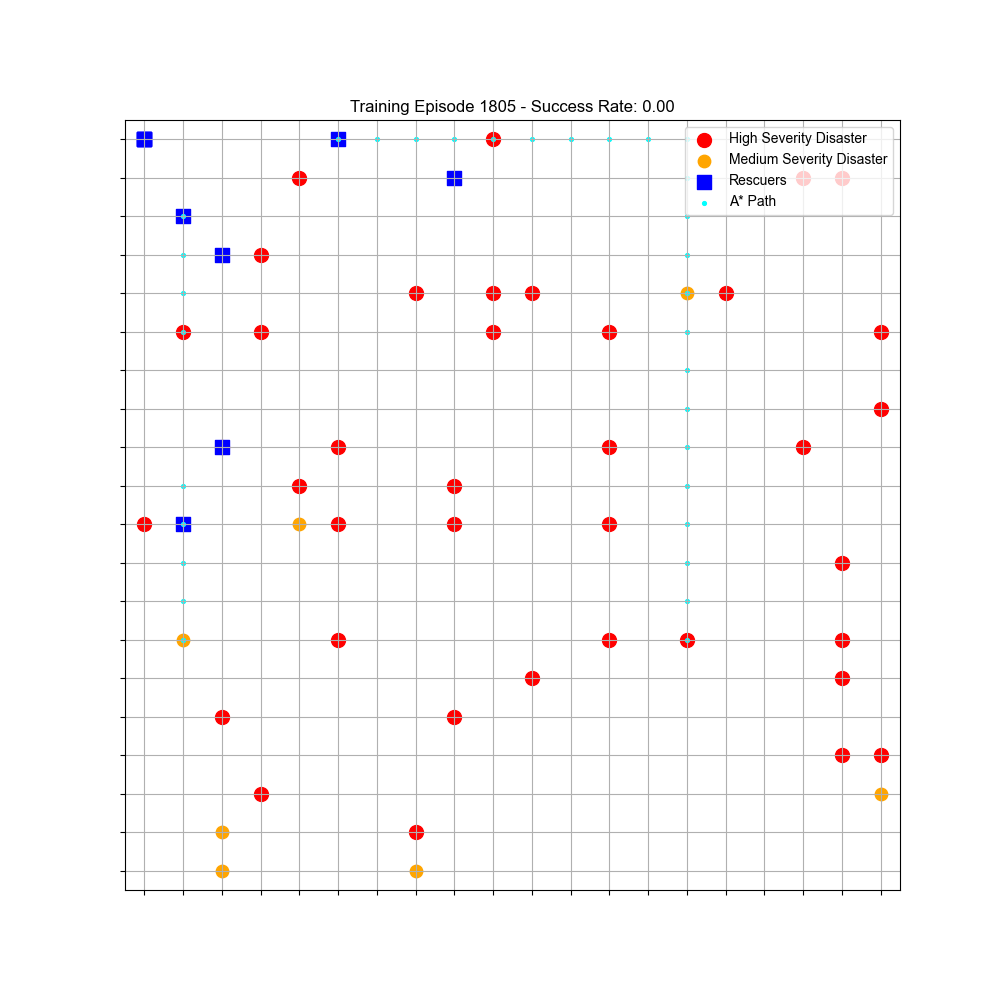 Training Episode 1805 - Success Rate: 0.00
High Severity Disaster
Medium Severity Disaster
Rescuers
A* Path